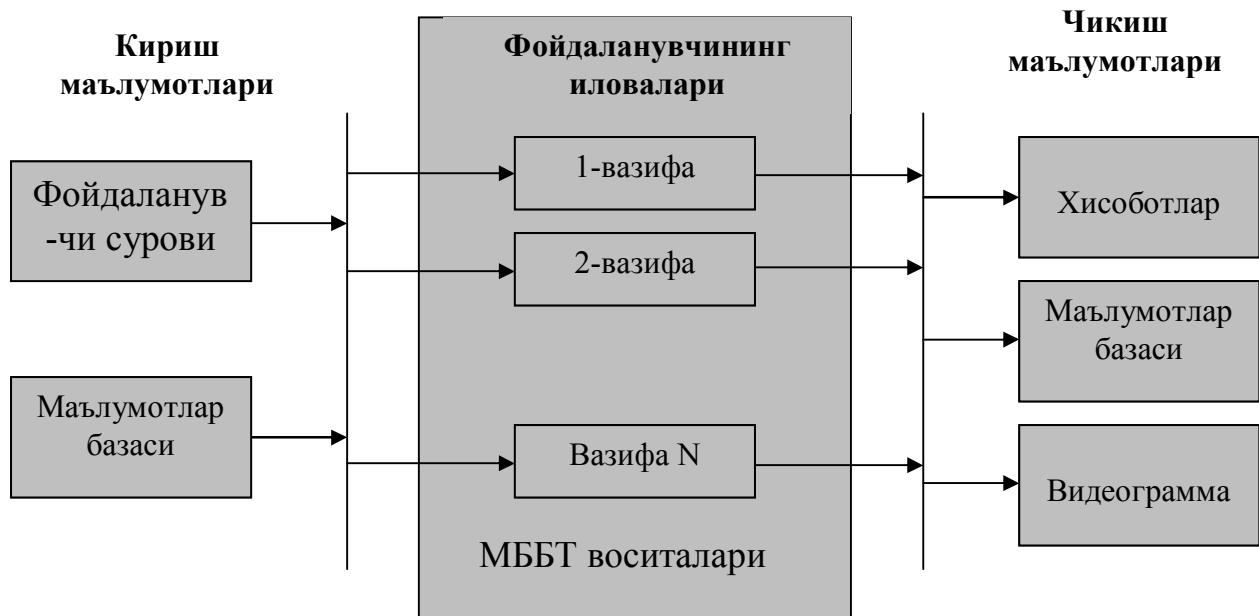 Кириш
маълумотлари
Фойдаланув
-чи сурови
Маълумотлар
базаси
Фойдаланувчининг
иловалари
1-вазифа
2-вазифа
Вазифа N
МББТ воситалари
Чикиш
маълумотлари
Хисоботлар
Маълумотлар
базаси
Видеограмма